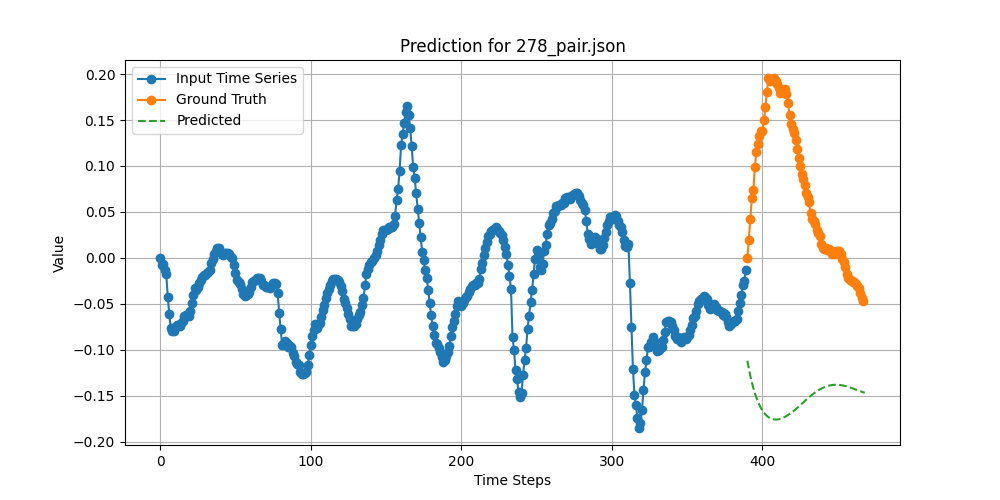 Prediction for 278_pair.json
Input Time Series
Ground Truth
Predicted
0.20
0.15
0.10
0.05
0.00
−0.05
−0.10
−0.15
−0.20
Value
0 100 200 300 400
Time Steps